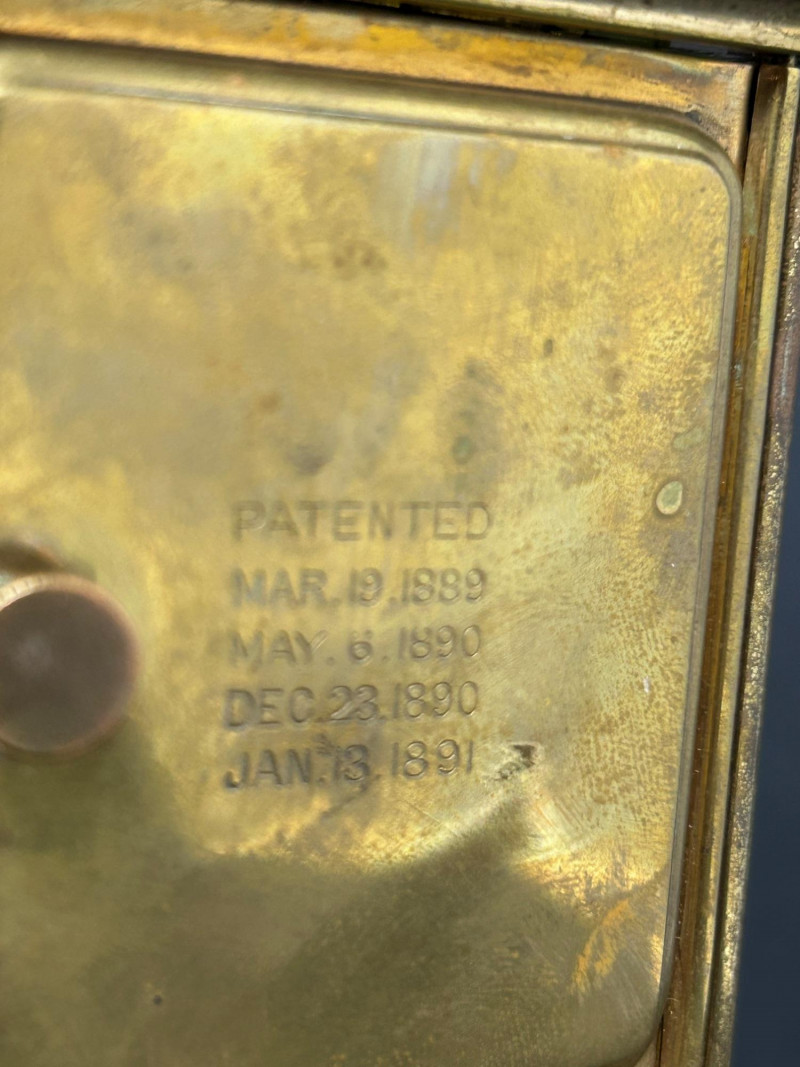 PATENTED
MAR.19.1889
MAY.6.1890
DEC.23.1890
JAN.13.1891